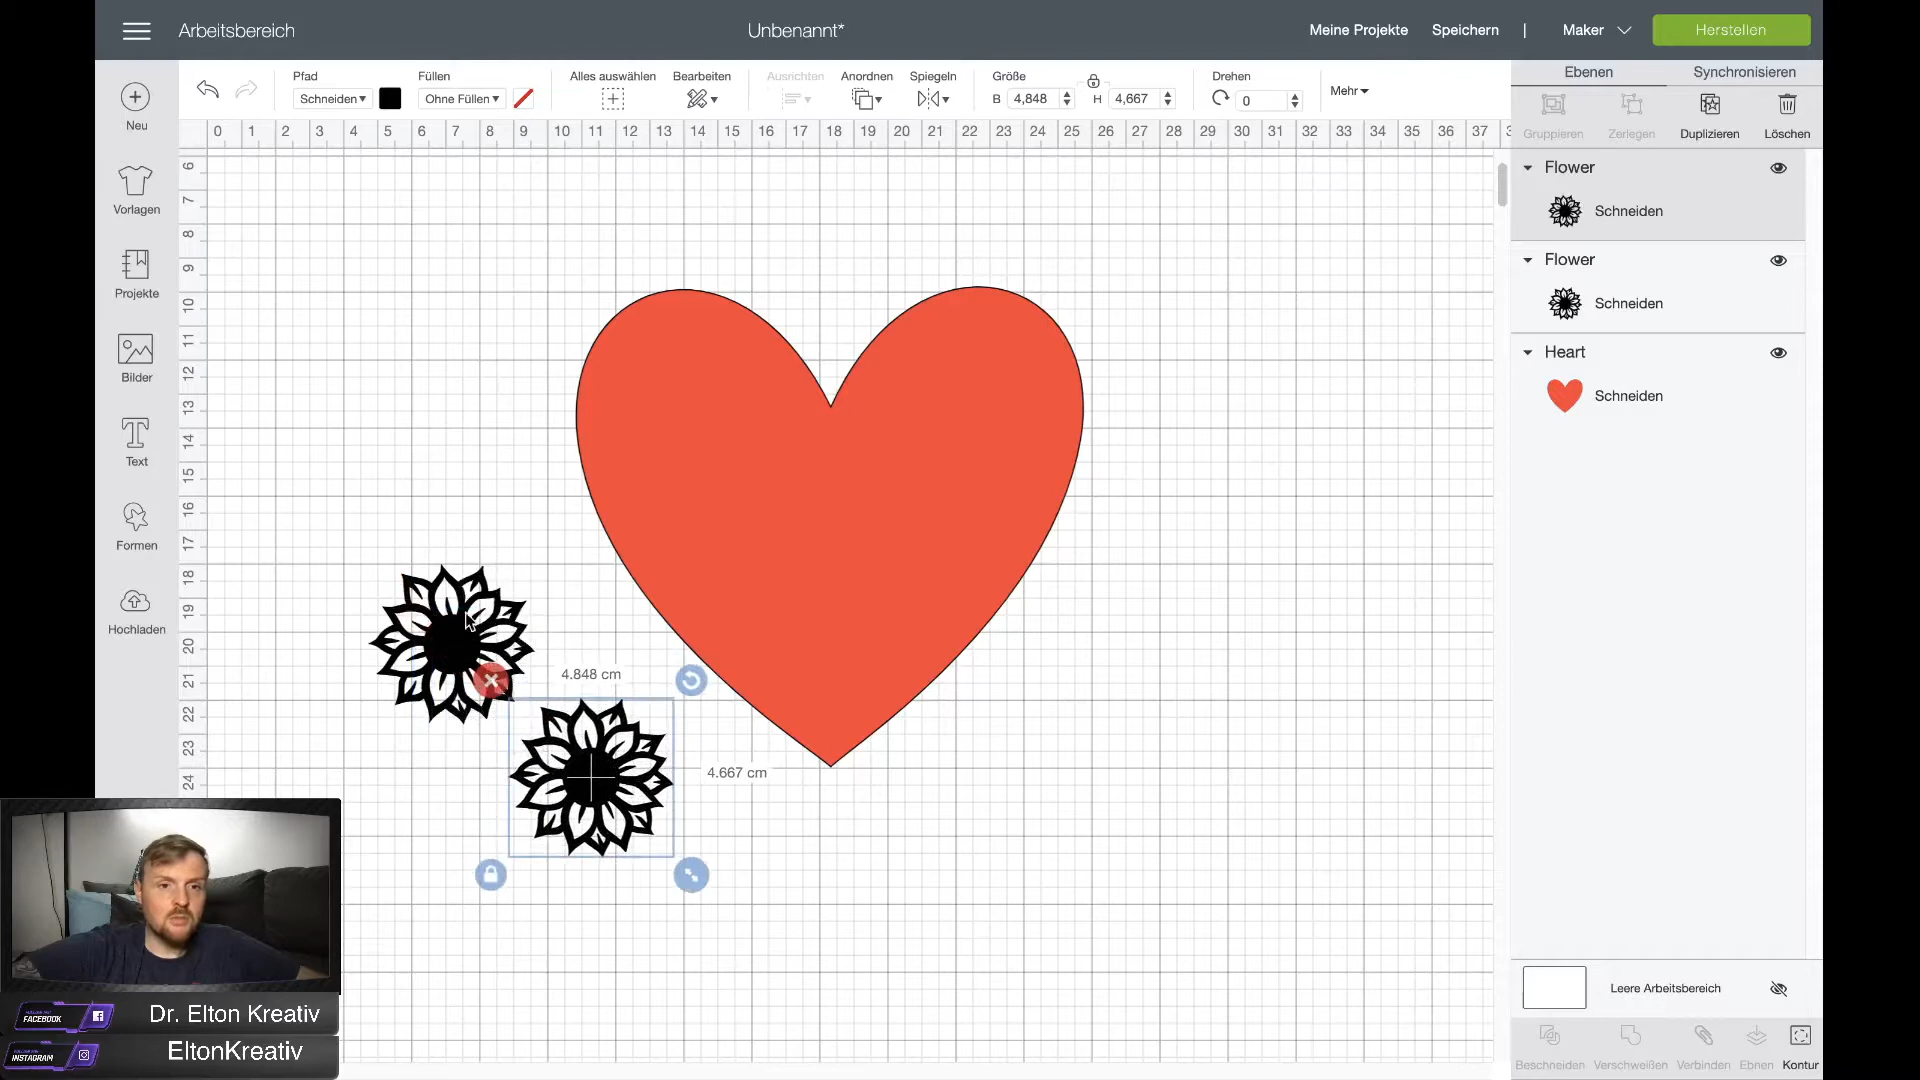 Arbeitsbereich
Unbenannt*
Meine Projekte Speichern | Maker Herstellen
Pfad
Schneiden
Füllen
Ohne Füllen
Alles auswählen
Bearbeiten
Ausrichten
Anordnen
Spiegeln
Größe
B 4,848 H 4,667
Drehen
0
Mehr
Ebenen Synchronisieren
Gruppieren Zerlegen Duplizieren Löschen
0 1 2 3 4 5 6 7 8 9 10 11 12 13 14 15 16 17 18 19 20 21 22 23 24 25 26 27 28 29 30 31 32 33 34 35 36 37
6
7
8
9
10
11
12
13
14
15
16
17
18
19
20
21
22
23
24
Neu
Vorlagen
Projekte
Bilder
Text
Formen
Hochladen
4.848 cm
4.667 cm
Flower
Schneiden
Flower
Schneiden
Heart
Schneiden
Leere Arbeitsbereich
Beschneiden Verschweißen Verbinden Ebnen Kontur
FACEBOOK
Dr. Elton Kreativ
INSTAGRAM
EltonKreativ